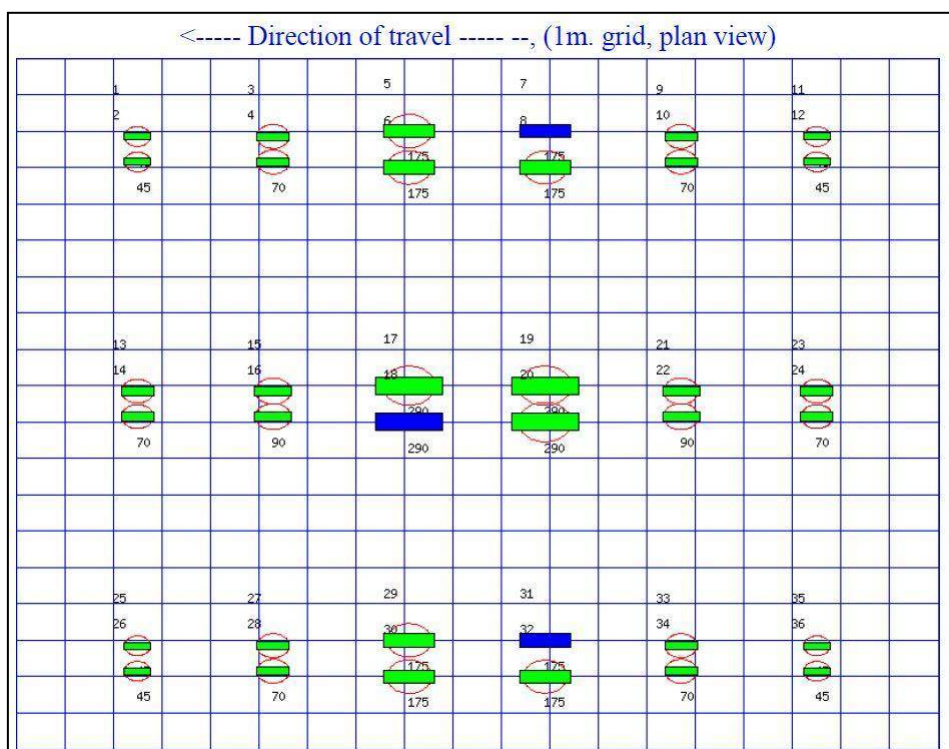 <----- Direction of travel ----- --, (1m. grid, plan view)
1 3 5 7 9 11
2 4 6 8 10 12
175 175
45 70 175 175 70 45
13 15 17 19 21 23
14 16 18 20 22 24
290 290
70 90 290 290 90 70
25 27 29 31 33 35
26 28 30 32 34 36
175 175
45 70 175 175 70 45